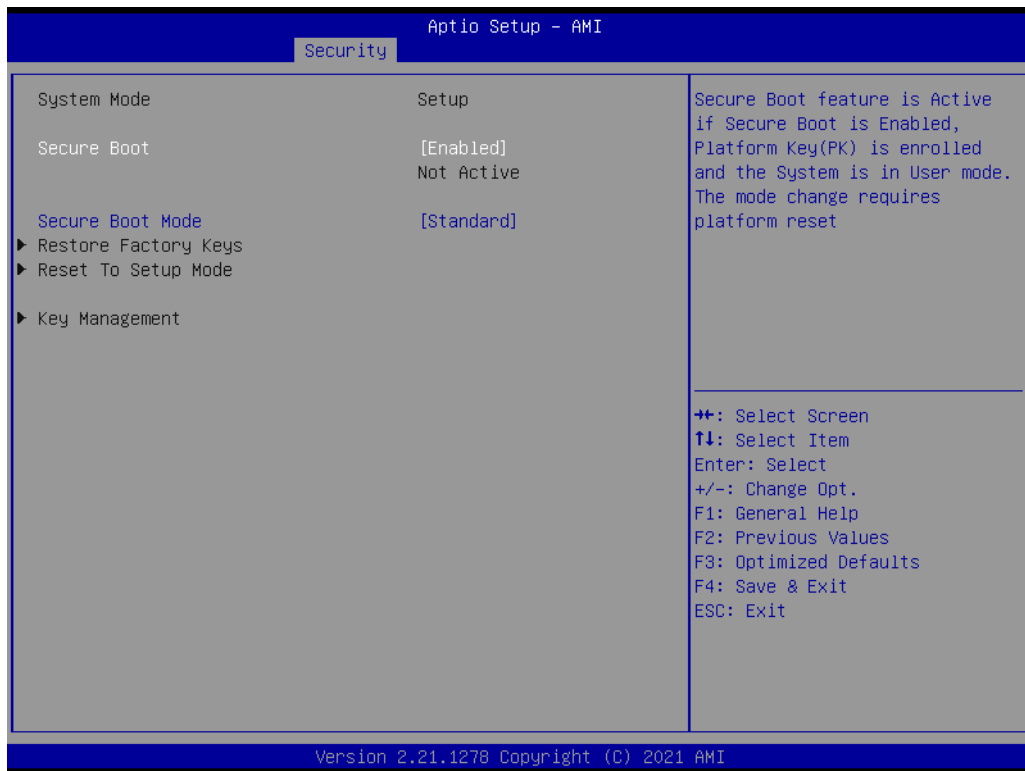 Aptio Setup – AMI
Security
System Mode Setup
Secure Boot [Enabled]
Not Active
Secure Boot Mode [Standard]
▶ Restore Factory Keys
▶ Reset To Setup Mode
▶ Key Management
Secure Boot feature is Active
if Secure Boot is Enabled,
Platform Key(PK) is enrolled
and the System is in User mode.
The mode change requires
platform reset
→←: Select Screen
↑↓: Select Item
Enter: Select
+/-: Change Opt.
F1: General Help
F2: Previous Values
F3: Optimized Defaults
F4: Save & Exit
ESC: Exit
Version 2.21.1278 Copyright (C) 2021 AMI